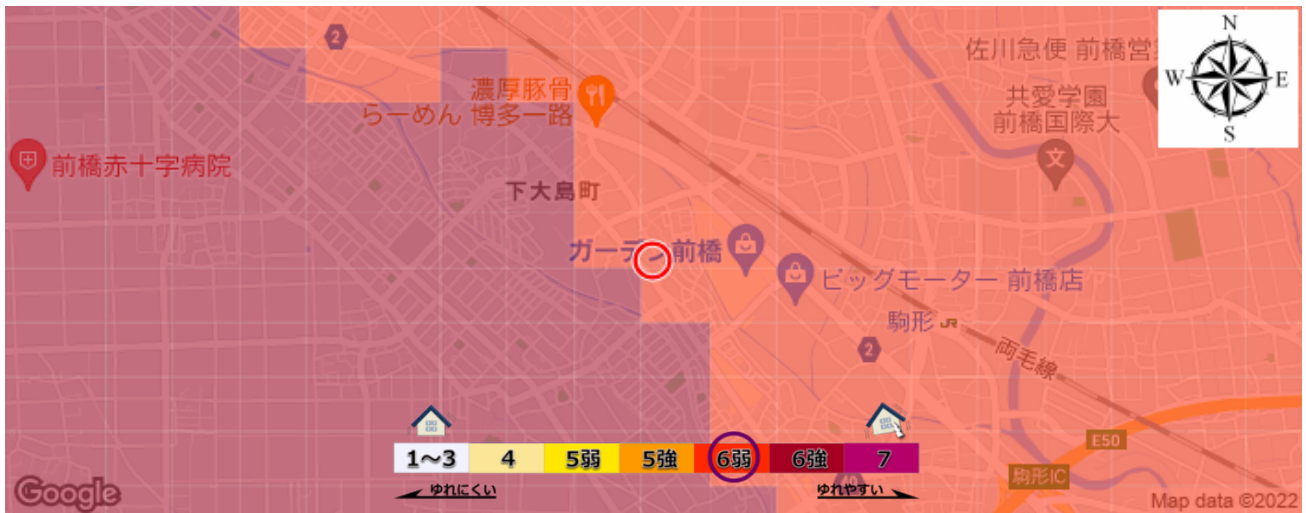 2
佐川急便 前橋営
N
W
E
S
濃厚豚骨
らーめん 博多一路
共愛学園
前橋国際大
文
前橋赤十字病院
下大島町
ガーデン前橋
ビッグモーター 前橋店
駒形
JR
2
両毛線
E50
駒形IC
1～3
4
5弱
5強
6弱
6強
7
ゆれにくい
ゆれやすい
40
Google
Map data ©2022